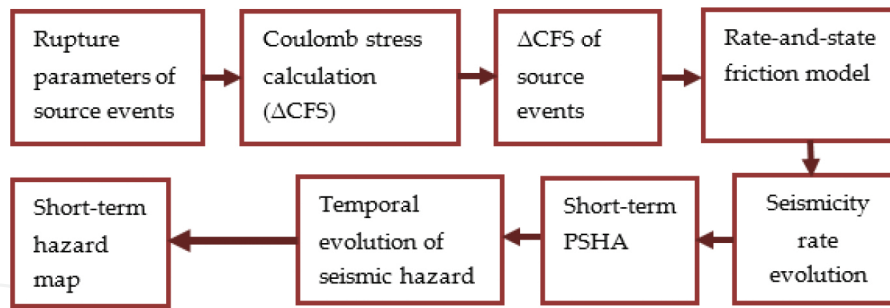 Rupture
parameters of
source events
Coulomb stress
calculation
(ΔCFS)
ΔCFS of
source
events
Rate-and-state
friction model
Seismicity
rate
evolution
Short-term
PSHA
Temporal
evolution of
seismic hazard
Short-term
hazard
map